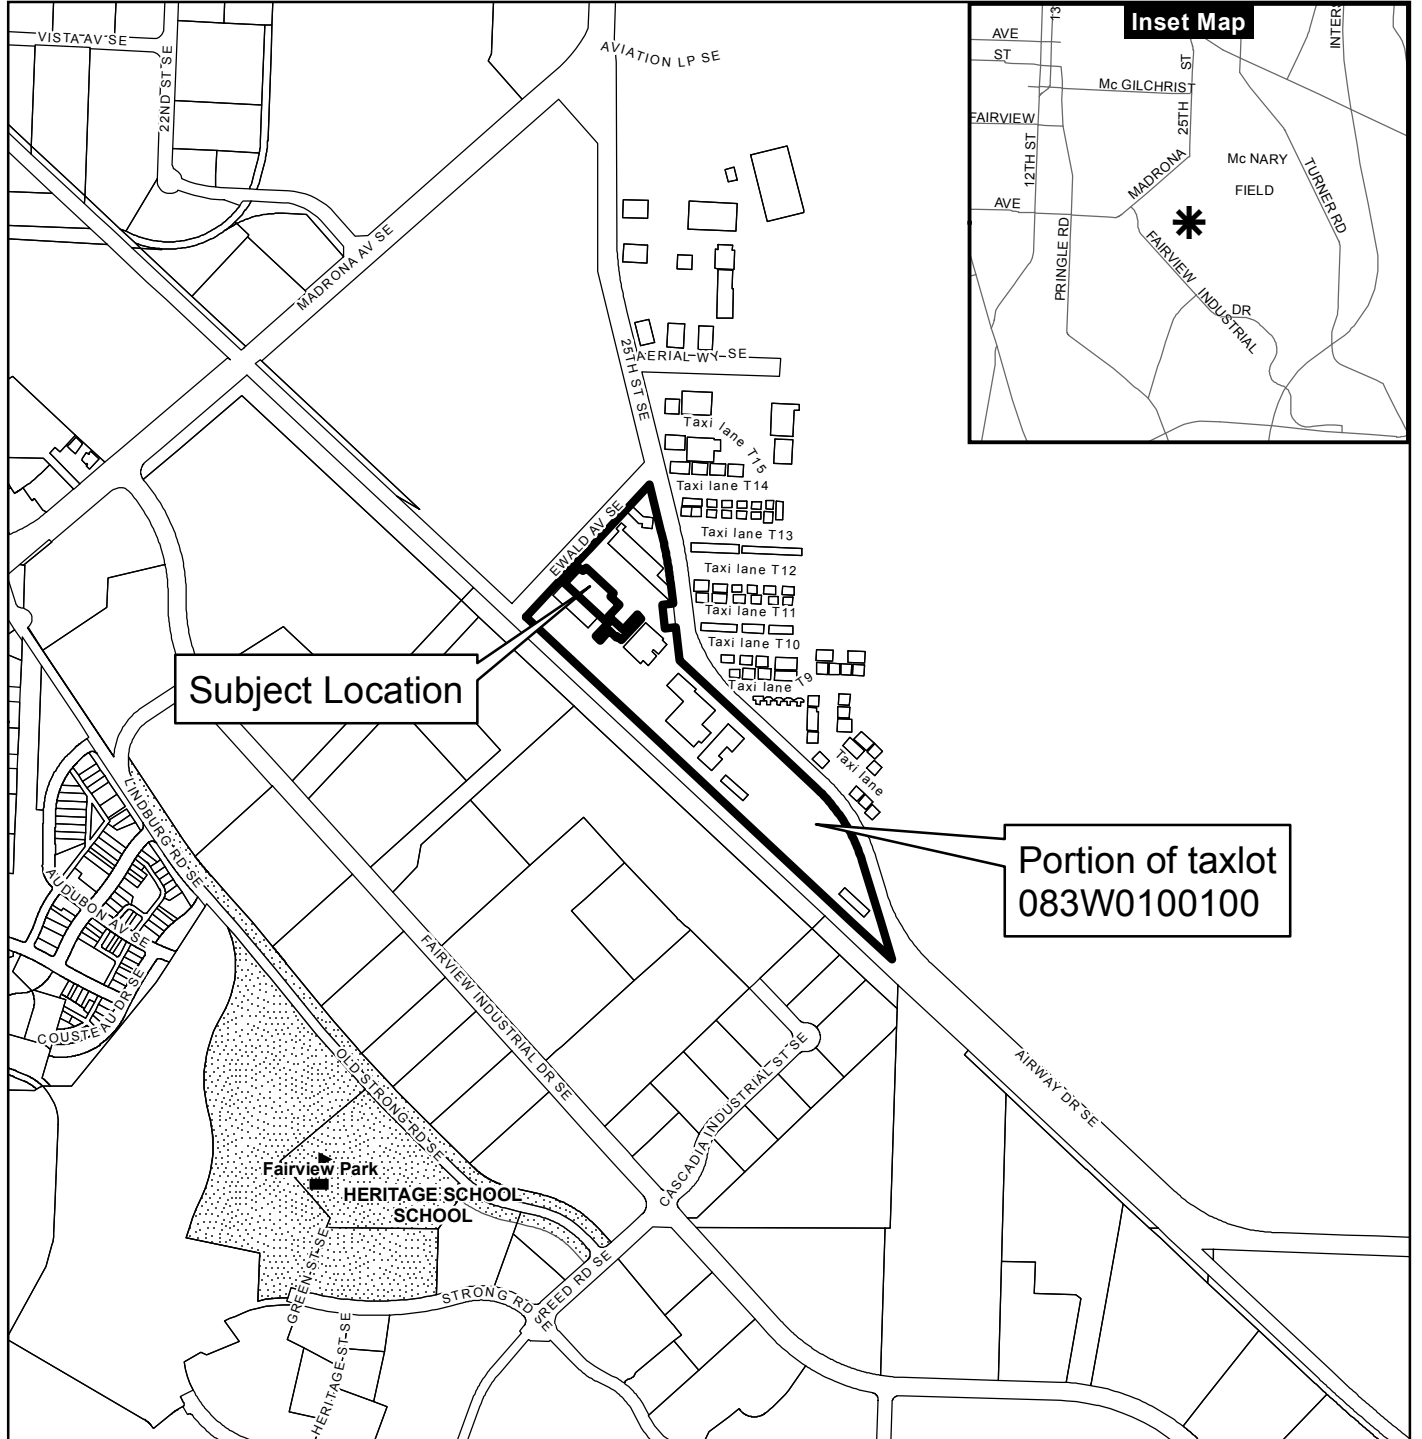 VISTA AV SE
22ND ST SE
AVIATION LP SE
MADRONA AV SE
25TH ST SE
AERIAL WY SE
Taxi lane T15
Taxi lane T14
Taxi lane T13
Taxi lane T12
Taxi lane T11
Taxi lane T10
Taxi lane T9
Taxi lane
EWALD AV SE
Subject Location
Portion of taxlot
083W0100100
LINDBURG RD SE
AUDUBON AV SE
COUSTEAU DR SE
FAIRVIEW INDUSTRIAL DR SE
OLD STRONG RD SE
CASCADIA INDUSTRIAL ST SE
AIRWAY DR SE
Fairview Park
HERITAGE SCHOOL
SCHOOL
GREEN ST SE
HERITAGE ST SE
STRONG RD SE
REED RD SE
Inset Map
AVE
ST
13
Mc GILCHRIST
ST
25TH
INTERS
FAIRVIEW
12TH ST
MADRONA
Mc NARY
FIELD
TURNER RD
AVE
PRINGLE RD
FAIRVIEW INDUSTRIAL
DR